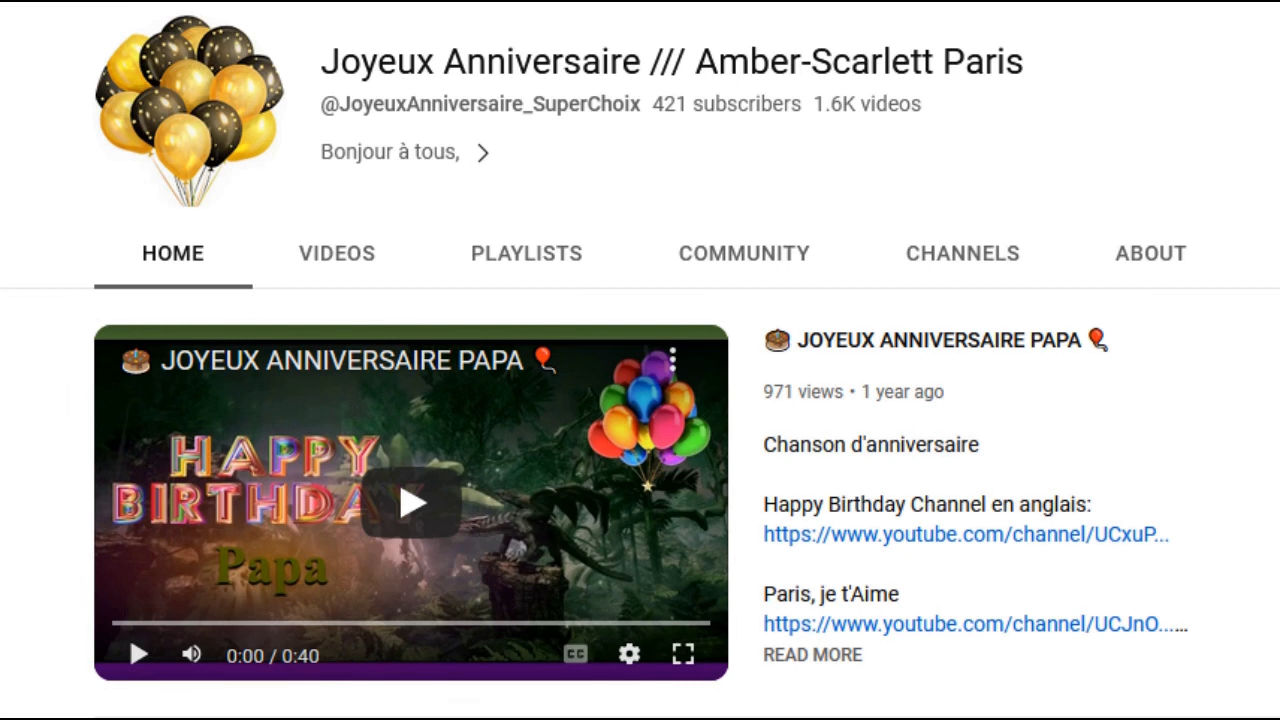 Joyeux Anniversaire /// Amber-Scarlett Paris
@JoyeuxAnniversaire_SuperChoix 421 subscribers 1.6K videos
Bonjour à tous,
HOME VIDEOS PLAYLISTS COMMUNITY CHANNELS ABOUT
🎂 JOYEUX ANNIVERSAIRE PAPA 🎈
HAPPY
BIRTHDAY
Papa
0:00 / 0:40 CC
🎂 JOYEUX ANNIVERSAIRE PAPA 🎈
971 views • 1 year ago
Chanson d'anniversaire
Happy Birthday Channel en anglais:
https://www.youtube.com/channel/UCxuP...
Paris, je t'Aime
https://www.youtube.com/channel/UCJnO......
READ MORE